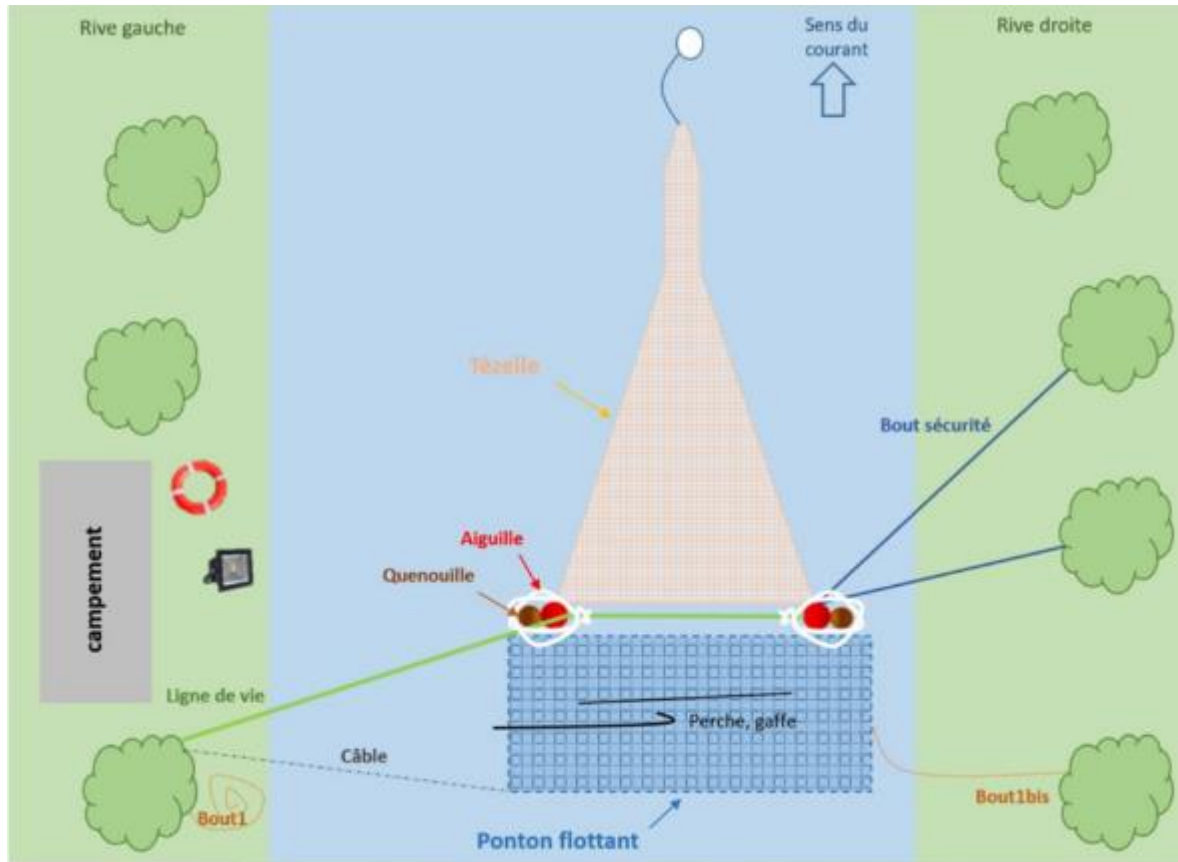 Rive gauche
Sens du
courant
Rive droite
Tézelle
Bout sécurité
Aiguille
Quenouille
campement
Ligne de vie
Perche, gaffe
Câble
Bout1
Bout1bis
Ponton flottant